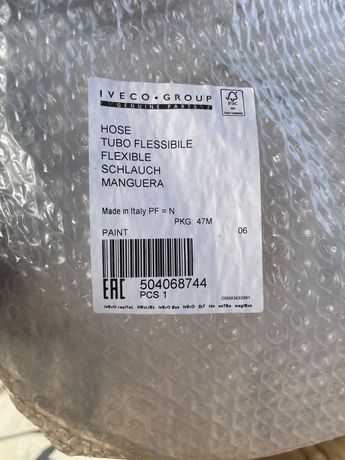 IVECO • GROUP
GENUINE PARTS
FSC
HOSE
TUBO FLESSIBILE
FLEXIBLE
SCHLAUCH
MANGUERA
Made in Italy PF = N
PKG: 47M
PAINT 06
EAC 504068744
PCS 1